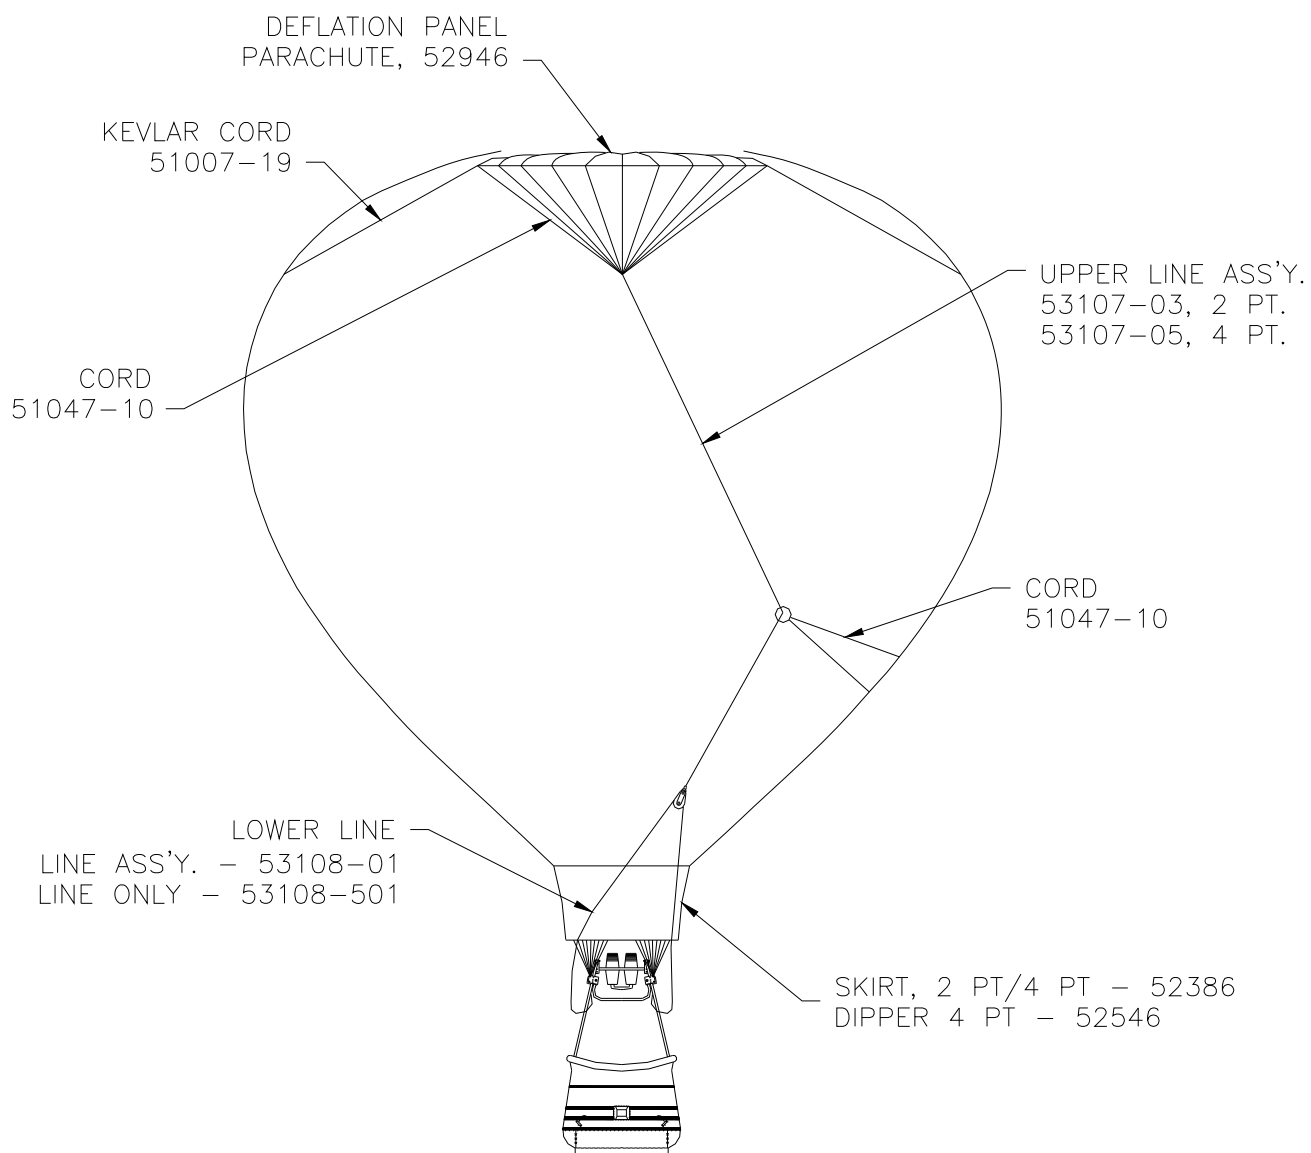 DEFLATION PANEL
PARACHUTE, 52946
KEVLAR CORD
51007-19
UPPER LINE ASS'Y.
53107-03, 2 PT.
53107-05, 4 PT.
CORD
51047-10
CORD
51047-10
LOWER LINE
LINE ASS'Y. - 53108-01
LINE ONLY - 53108-501
SKIRT, 2 PT/4 PT - 52386
DIPPER 4 PT - 52546